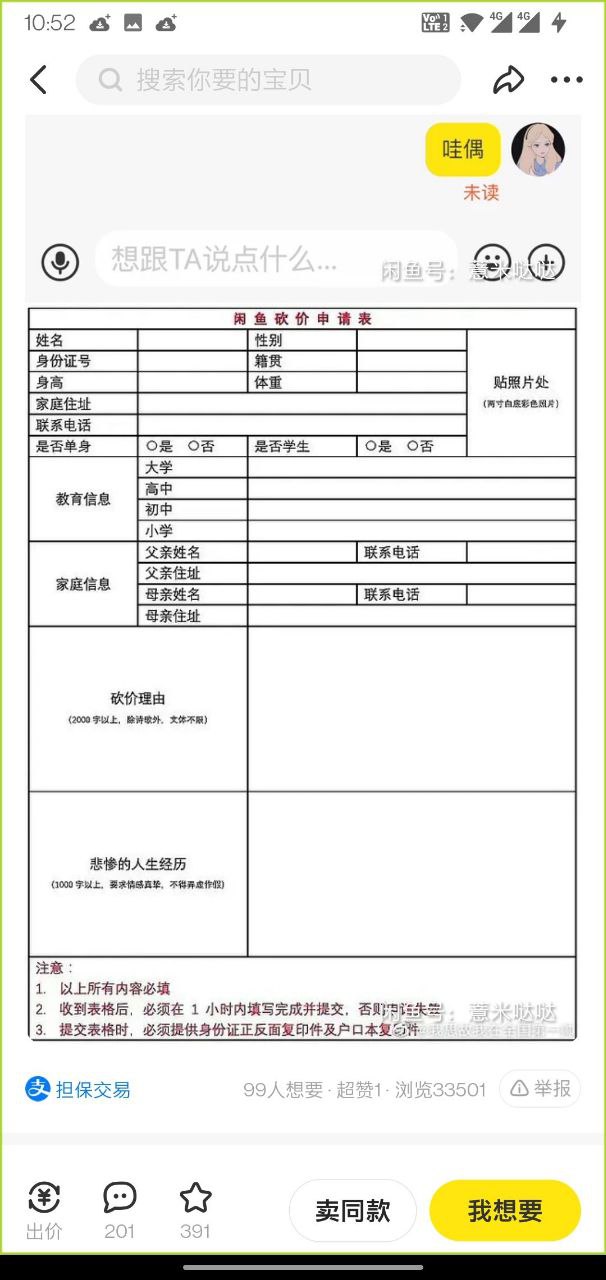 10:52
Vo 1 LTE 2 4G 4G
搜索你要的宝贝
哇偶
未读
想跟TA说点什么...
闲鱼号：薏米哒哒
闲鱼砍价申请表
姓名 性别
身份证号 籍贯
身高 体重
贴照片处
(两寸白底彩色照片)
家庭住址
联系电话
是否单身 ○是 ○否 是否学生 ○是 ○否
教育信息
大学
高中
初中
小学
家庭信息
父亲姓名 联系电话
父亲住址
母亲姓名 联系电话
母亲住址
砍价理由
(2000 字以上，除诗歌外，文体不限)
悲惨的人生经历
(1000 字以上，要求情感真挚，不得弄虚作假)
注意：
1. 以上所有内容必填
2. 收到表格后，必须在 1 小时内填写完成并提交，否则
闲鱼号：薏米哒哒
3. 提交表格时，必须提供身份证正反面复印件及户口本复 件
支 担保交易 99人想要 · 超赞1 · 浏览33501 举报
出价 201 391 卖同款 我想要